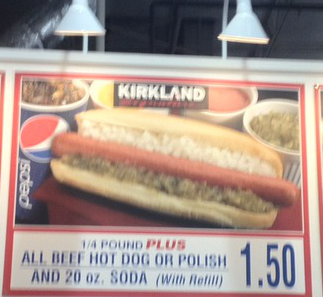 KIRKLAND
Signature
pepsi
1/4 POUND PLUS
ALL BEEF HOT DOG OR POLISH
AND 20 oz. SODA (With Refill)
1.50